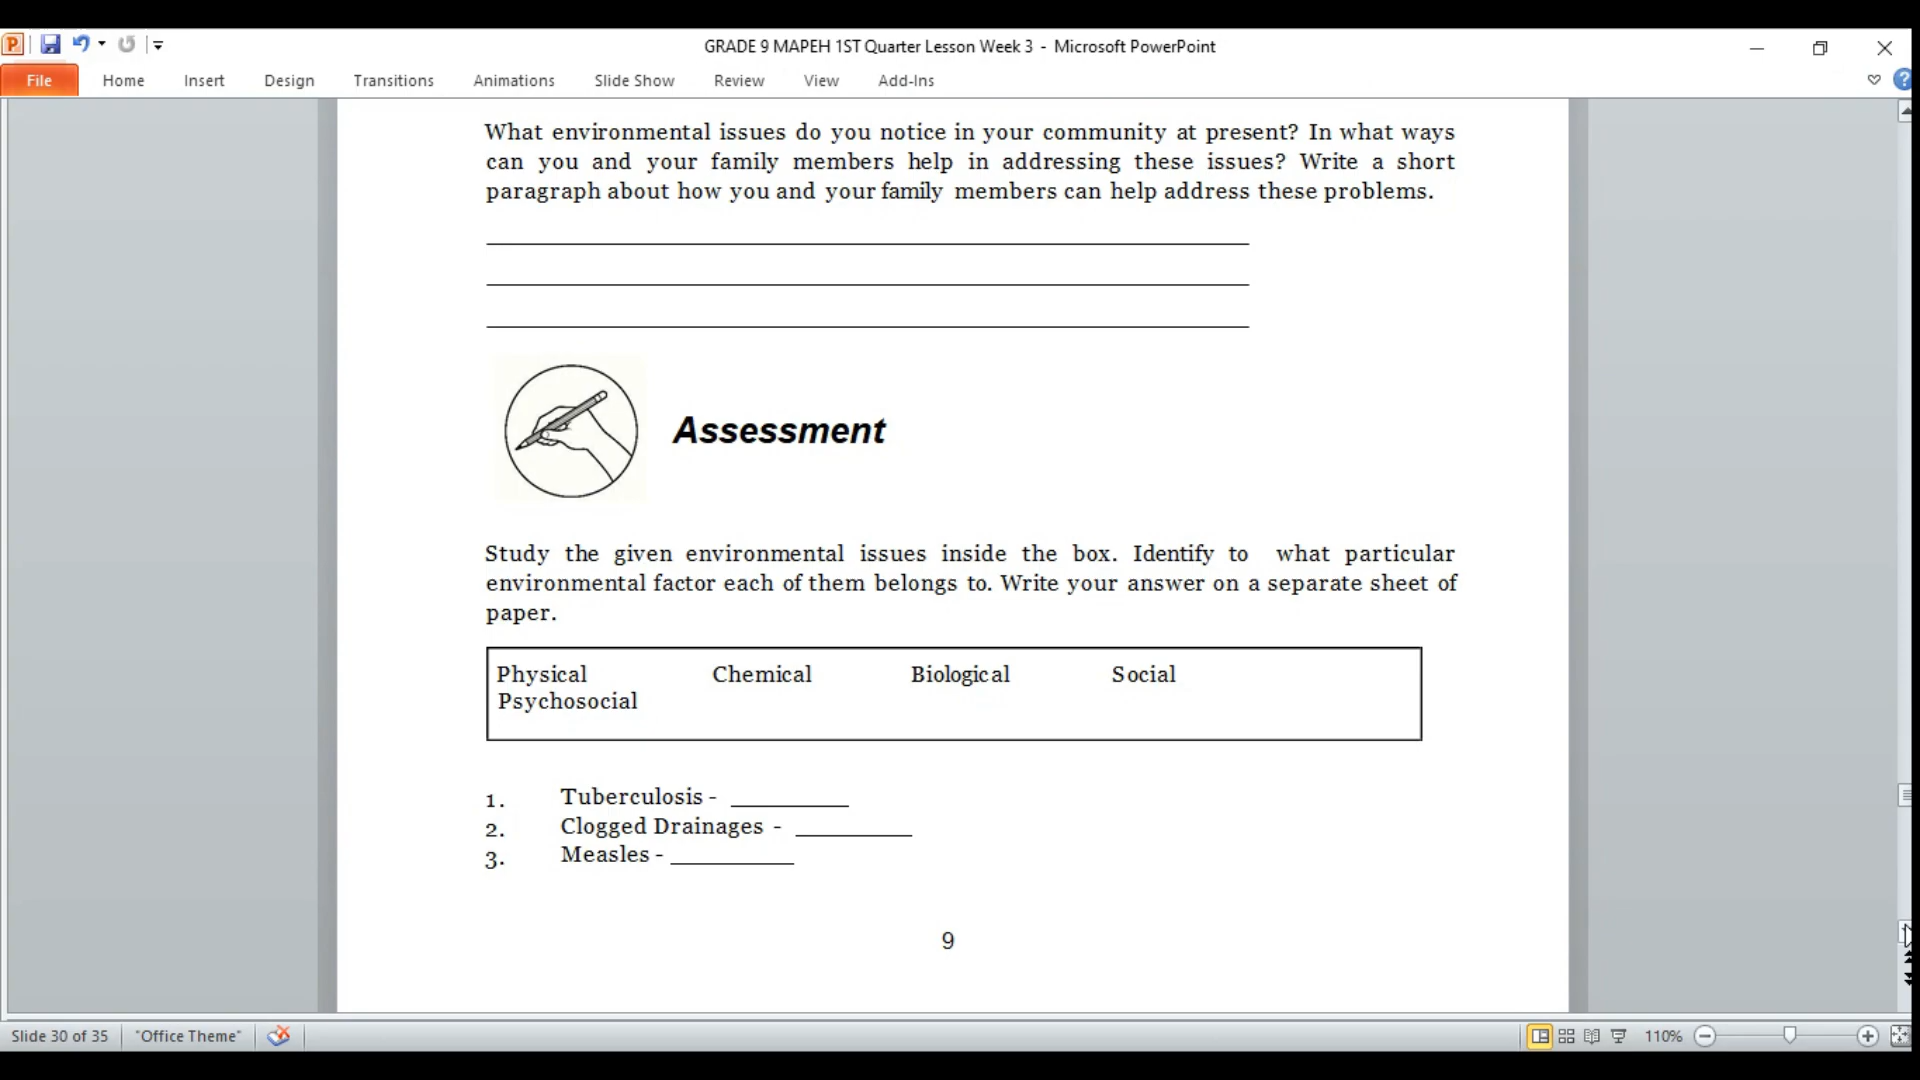 GRADE 9 MAPEH 1ST Quarter Lesson Week 3 - Microsoft PowerPoint
File Home Insert Design Transitions Animations Slide Show Review View Add-Ins
What environmental issues do you notice in your community at present? In what ways
can you and your family members help in addressing these issues? Write a short
paragraph about how you and your family members can help address these problems.
Assessment
Study the given environmental issues inside the box. Identify to what particular
environmental factor each of them belongs to. Write your answer on a separate sheet of
paper.
Physical Chemical Biological Social
Psychosocial
1. Tuberculosis - __________
2. Clogged Drainages - __________
3. Measles - __________
9
Slide 30 of 35 "Office Theme" 110%